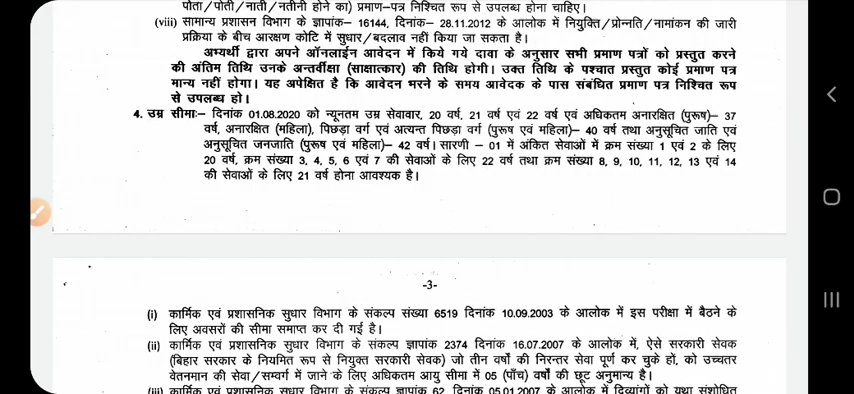 पोता/पोती/नाती/नतीनी होने का) प्रमाण–पत्र निश्चित रूप से उपलब्ध होना चाहिए।
(viii) सामान्य प्रशासन विभाग के ज्ञापांक– 16144, दिनांक– 28.11.2012 के आलोक में नियुक्ति/प्रोन्नति/नामांकन की जारी
प्रक्रिया के बीच आरक्षण कोटि में सुधार/बदलाव नहीं किया जा सकता है।
अभ्यर्थी द्वारा अपने ऑनलाईन आवेदन में किये गये दावा के अनुसार सभी प्रमाण पत्रों को प्रस्तुत करने
की अंतिम तिथि उनके अन्तर्वीक्षा (साक्षात्कार) की तिथि होगी। उक्त तिथि के पश्चात प्रस्तुत कोई प्रमाण पत्र
मान्य नहीं होगा। यह अपेक्षित है कि आवेदन भरने के समय आवेदक के पास संबंधित प्रमाण पत्र निश्चित रूप
से उपलब्ध हो।
4. उम्र सीमाः– दिनांक 01.08.2020 को न्यूनतम उम्र सेवावार, 20 वर्ष, 21 वर्ष एवं 22 वर्ष एवं अधिकतम अनारक्षित (पुरूष)– 37
वर्ष, अनारक्षित (महिला), पिछड़ा वर्ग एवं अत्यन्त पिछड़ा वर्ग (पुरूष एवं महिला)– 40 वर्ष तथा अनुसूचित जाति एवं
अनुसूचित जनजाति (पुरूष एवं महिला)– 42 वर्ष। सारणी – 01 में अंकित सेवाओं में क्रम संख्या 1 एवं 2 के लिए
20 वर्ष, क्रम संख्या 3, 4, 5, 6 एवं 7 की सेवाओं के लिए 22 वर्ष तथा क्रम संख्या 8, 9, 10, 11, 12, 13 एवं 14
की सेवाओं के लिए 21 वर्ष होना आवश्यक है।
-3-
(i) कार्मिक एवं प्रशासनिक सुधार विभाग के संकल्प संख्या 6519 दिनांक 10.09.2003 के आलोक में इस परीक्षा में बैठने के
लिए अवसरों की सीमा समाप्त कर दी गई है।
(ii) कार्मिक एवं प्रशासनिक सुधार विभाग के संकल्प ज्ञापांक 2374 दिनांक 16.07.2007 के आलोक में, ऐसे सरकारी सेवक
(बिहार सरकार के नियमित रूप से नियुक्त सरकारी सेवक) जो तीन वर्षों की निरन्तर सेवा पूर्ण कर चुके हों, को उच्चतर
वेतनमान की सेवा/सम्वर्ग में जाने के लिए अधिकतम आयु सीमा में 05 (पाँच) वर्षों की छूट अनुमान्य है।
(iii) कार्मिक एवं प्रशासनिक सुधार विभाग के संकल्प ज्ञापांक 62 दिनांक 05.01.2007 के आलोक में दिव्यांगों को यथा संशोधित